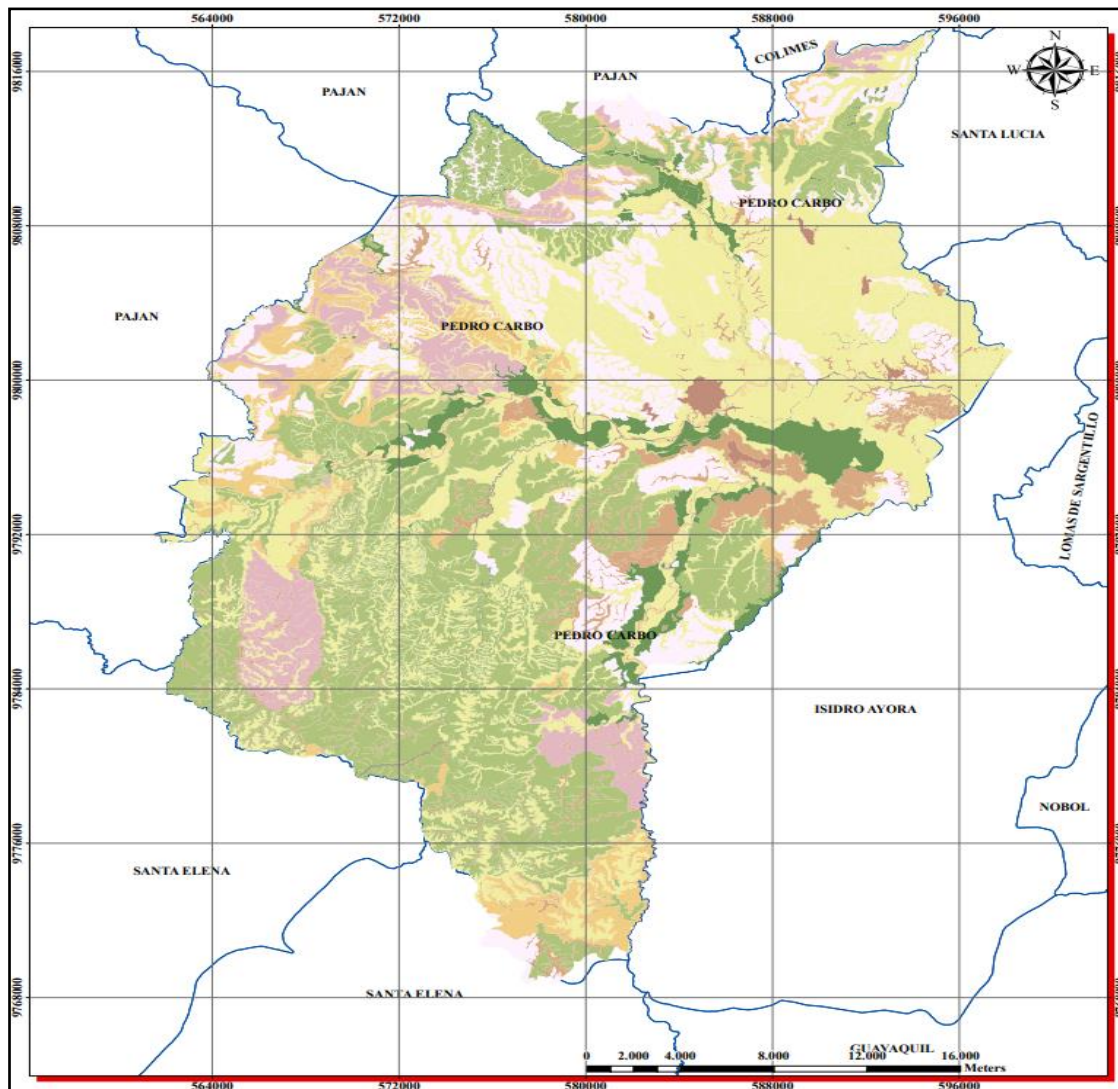 564000 572000 580000 588000 596000
N
W E
S
COLIMES
9816000
PAJAN
PAJAN
SANTA LUCIA
PEDRO CARBO
9808000
PAJAN
PEDRO CARBO
9800000
LOMAS DE SARGENTILLO
9792000
PEDRO CARBO
9784000
ISIDRO AYORA
NOBOL
9776000
SANTA ELENA
SANTA ELENA
9768000
GUAYAQUIL
0 2.000 4.000 8.000 12.000 16.000
Meters
564000 572000 580000 588000 596000